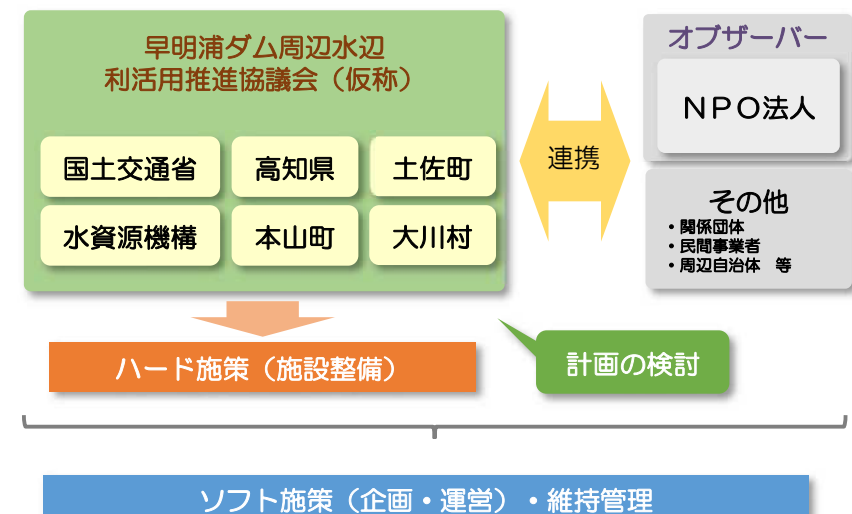 早明浦ダム周辺水辺
利活用推進協議会（仮称）
国土交通省
高知県
土佐町
水資源機構
本山町
大川村
連携
オブザーバー
ＮＰＯ法人
その他
・関係団体
・民間事業者
・周辺自治体　等
ハード施策（施設整備）
計画の検討
ソフト施策（企画・運営）・維持管理